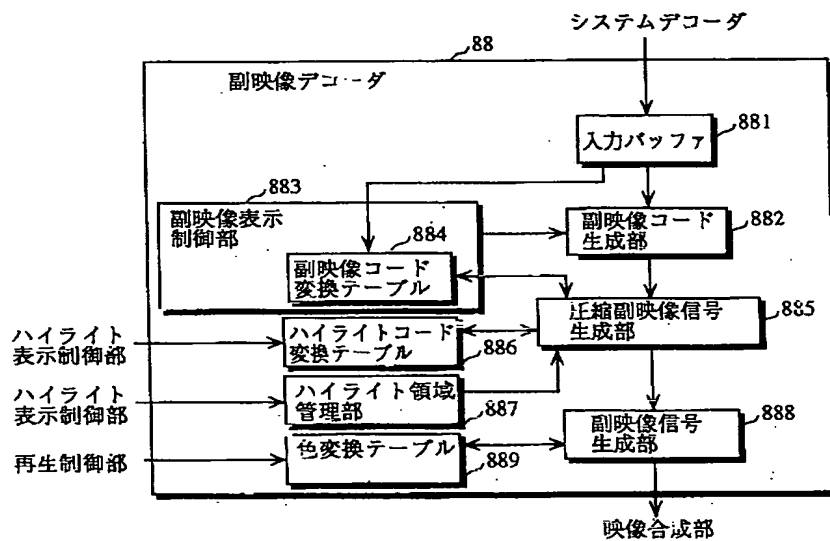 システムデコーダ
88
副映像デコーダ
881
入力バッファ
883
副映像表示
制御部
884
副映像コード
変換テーブル
副映像コード
生成部
882
圧縮副映像信号
生成部
885
ハイライト
表示制御部
ハイライトコード
変換テーブル
886
ハイライト
表示制御部
ハイライト領域
管理部
887
副映像信号
生成部
888
再生制御部
色変換テーブル
889
映像合成部